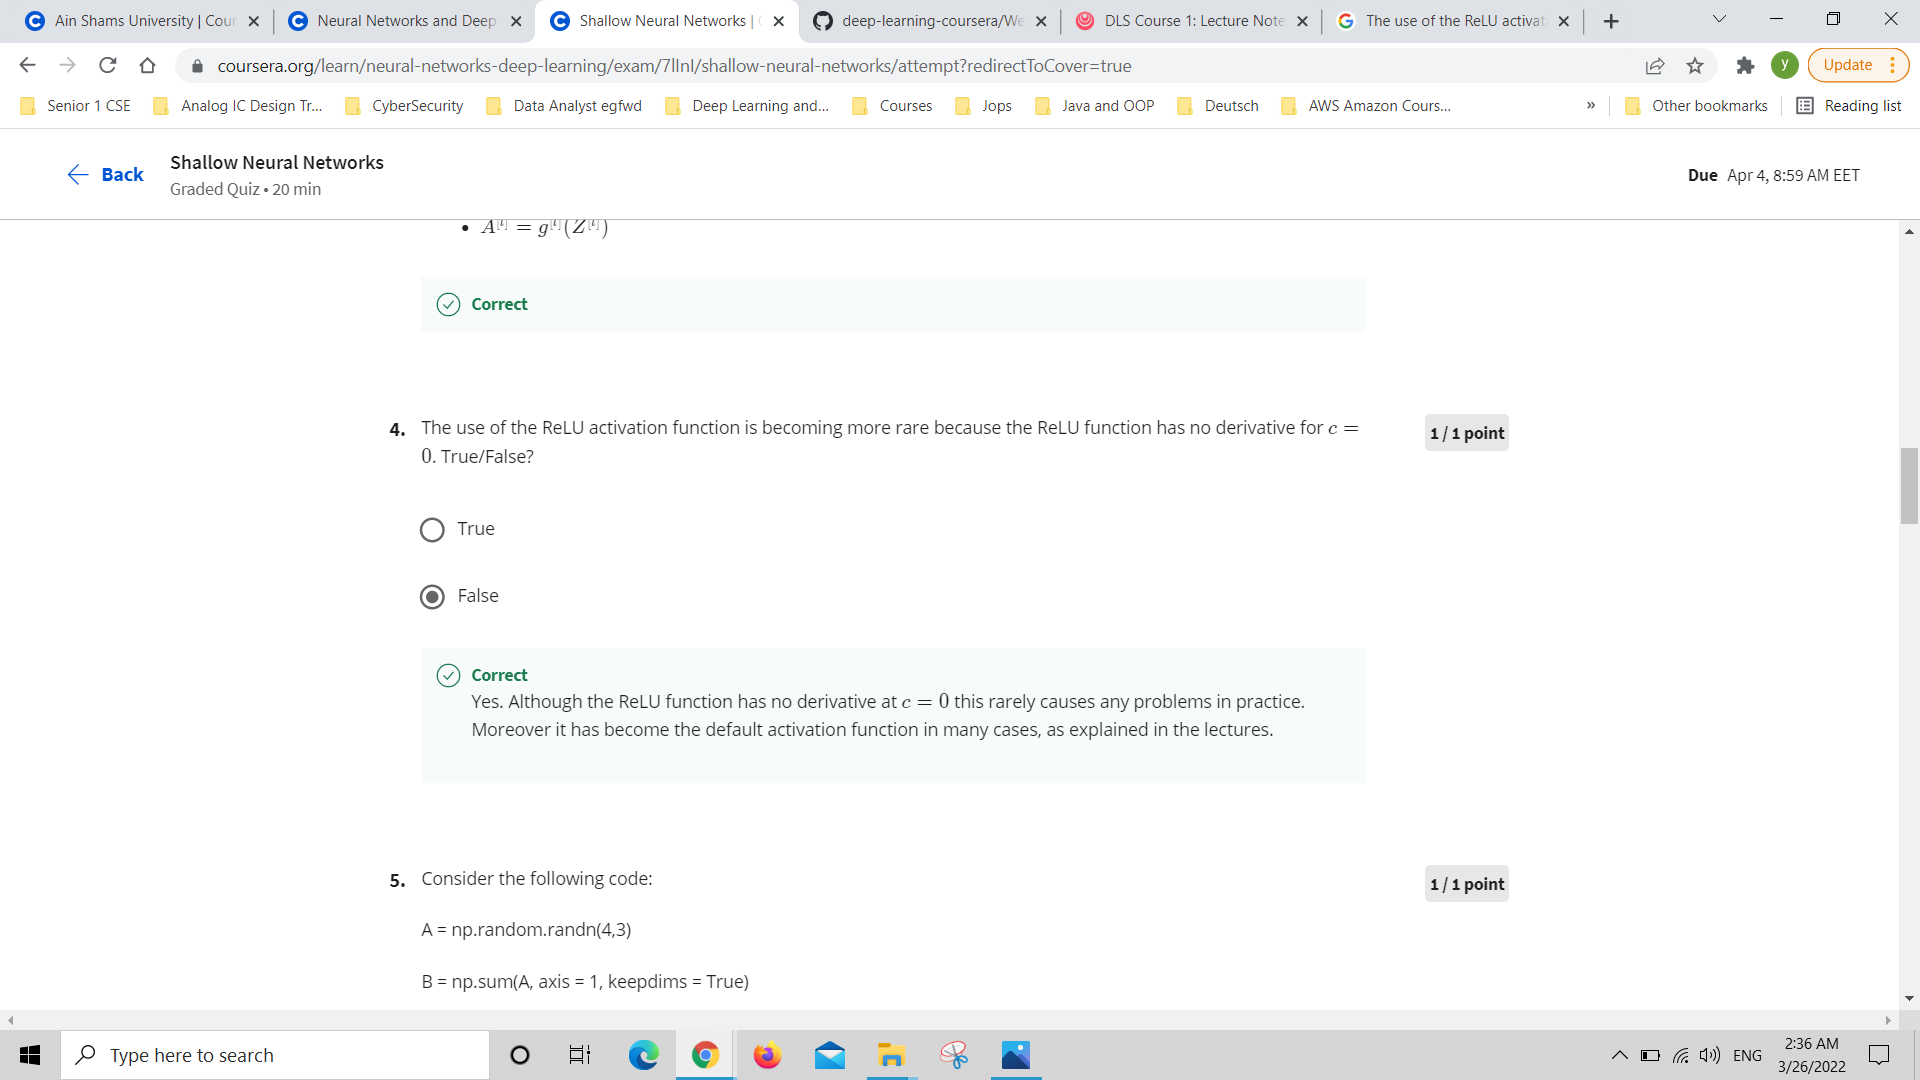 Ain Shams University | Cour
Neural Networks and Deep
Shallow Neural Networks |
deep-learning-coursera/We
DLS Course 1: Lecture Note
The use of the ReLU activat
coursera.org/learn/neural-networks-deep-learning/exam/7lInI/shallow-neural-networks/attempt?redirectToCover=true
y
Update
Senior 1 CSE
Analog IC Design Tr...
CyberSecurity
Data Analyst egfwd
Deep Learning and...
Courses
Jops
Java and OOP
Deutsch
AWS Amazon Cours...
»
Other bookmarks
Reading list
Back
Shallow Neural Networks
Graded Quiz • 20 min
Due Apr 4, 8:59 AM EET
• A[l] = g[l](Z[l])
Correct
4. The use of the ReLU activation function is becoming more rare because the ReLU function has no derivative for c =
0. True/False?
1 / 1 point
True
False
Correct
Yes. Although the ReLU function has no derivative at c = 0 this rarely causes any problems in practice.
Moreover it has become the default activation function in many cases, as explained in the lectures.
5. Consider the following code:
1 / 1 point
A = np.random.randn(4,3)
B = np.sum(A, axis = 1, keepdims = True)
Type here to search
ENG
2:36 AM
3/26/2022